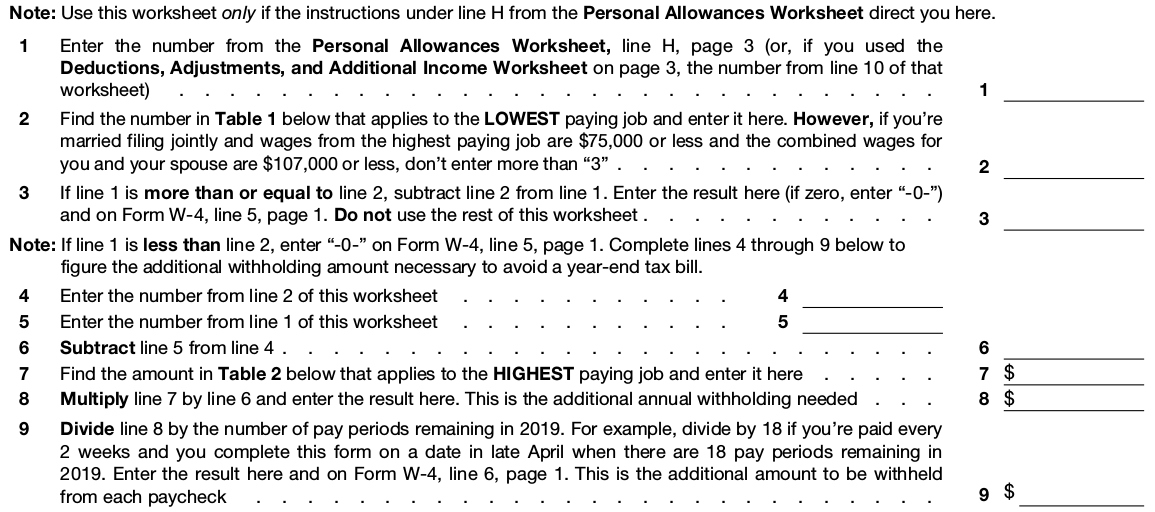 Note: Use this worksheet only if the instructions under line H from the Personal Allowances Worksheet direct you here.
1 Enter the number from the Personal Allowances Worksheet, line H, page 3 (or, if you used the
Deductions, Adjustments, and Additional Income Worksheet on page 3, the number from line 10 of that
worksheet) . . . . . . . . . . . . . . . . . . . . . . . . . . . . . . 1
2 Find the number in Table 1 below that applies to the LOWEST paying job and enter it here. However, if you’re
married filing jointly and wages from the highest paying job are $75,000 or less and the combined wages for
you and your spouse are $107,000 or less, don’t enter more than “3” . . . . . . . . . . . . . 2
3 If line 1 is more than or equal to line 2, subtract line 2 from line 1. Enter the result here (if zero, enter “-0-”)
and on Form W-4, line 5, page 1. Do not use the rest of this worksheet . . . . . . . . . . . . 3
Note: If line 1 is less than line 2, enter “-0-” on Form W-4, line 5, page 1. Complete lines 4 through 9 below to
figure the additional withholding amount necessary to avoid a year-end tax bill.
4 Enter the number from line 2 of this worksheet . . . . . . . . . . . 4
5 Enter the number from line 1 of this worksheet . . . . . . . . . . . 5
6 Subtract line 5 from line 4 . . . . . . . . . . . . . . . . . . . . . . . . . . 6
7 Find the amount in Table 2 below that applies to the HIGHEST paying job and enter it here . . . . . 7 $
8 Multiply line 7 by line 6 and enter the result here. This is the additional annual withholding needed . . . 8 $
9 Divide line 8 by the number of pay periods remaining in 2019. For example, divide by 18 if you’re paid every
2 weeks and you complete this form on a date in late April when there are 18 pay periods remaining in
2019. Enter the result here and on Form W-4, line 6, page 1. This is the additional amount to be withheld
from each paycheck . . . . . . . . . . . . . . . . . . . . . . . . . . . 9 $